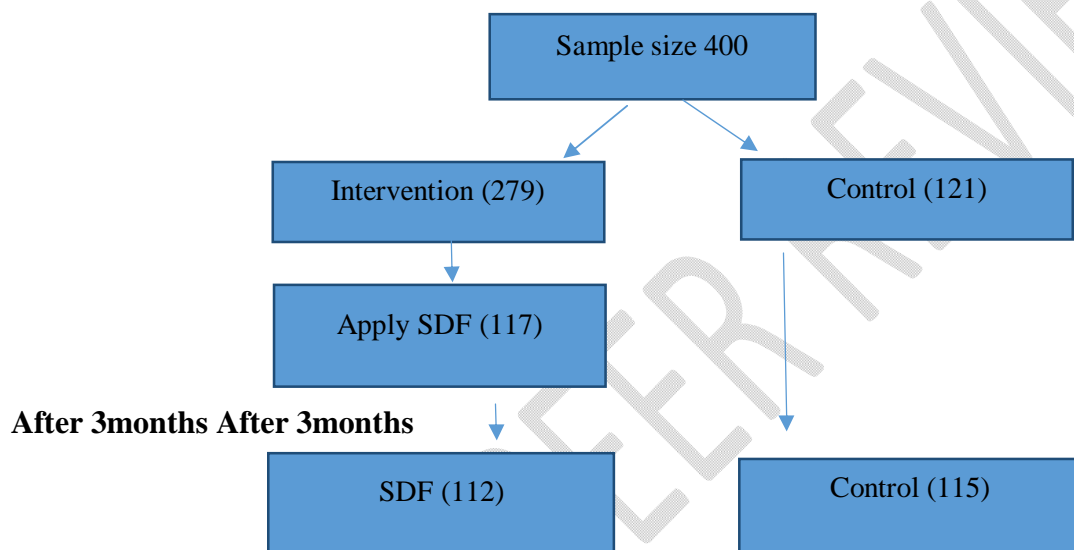 Sample size 400
Intervention (279)
Control (121)
Apply SDF (117)
After 3months After 3months
SDF (112)
Control (115)